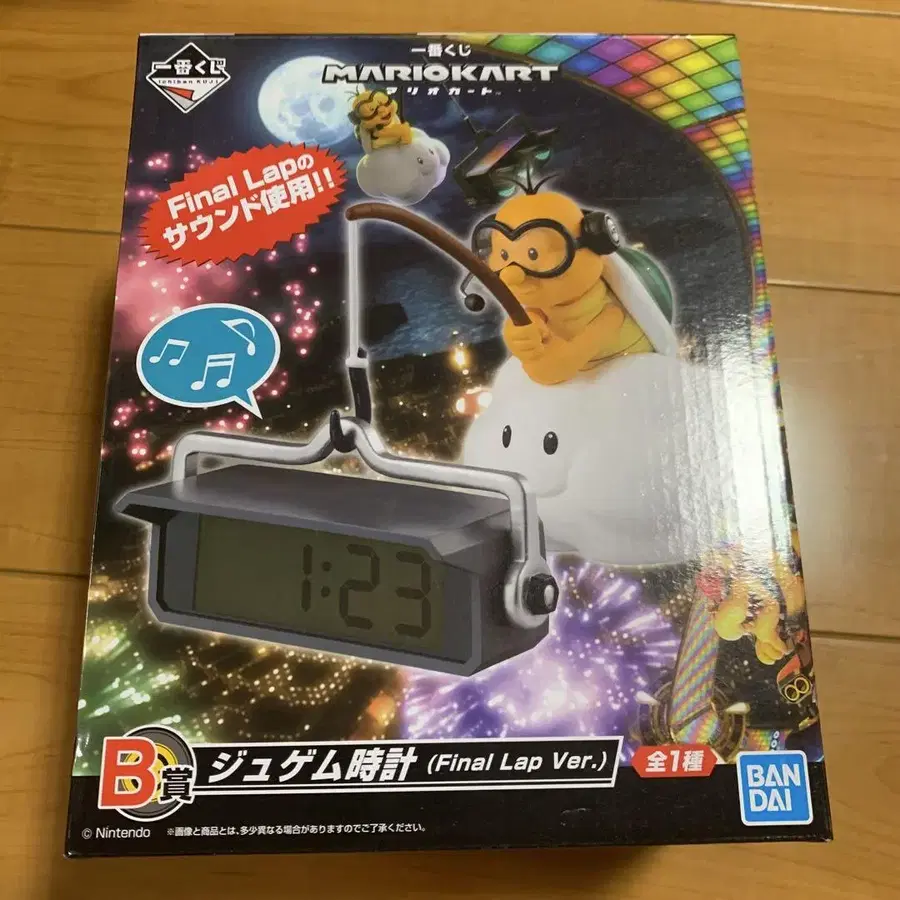 一番くじ
Ichiban KUJI
一番くじ
MARIOKART
マリオカート
Final Lapの
サウンド使用!!
1:23
B賞
ジュゲム時計 (Final Lap Ver.)
全1種
BAN
DAI
© Nintendo
※画像と商品とは、多少異なる場合がありますのでご了承ください。